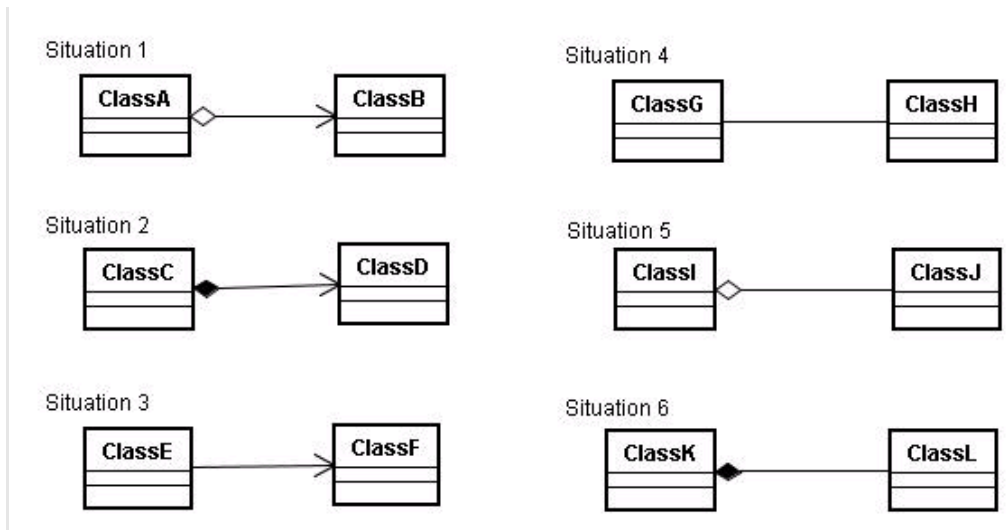 Situation 1
ClassA
ClassB
Situation 2
ClassC
ClassD
Situation 3
ClassE
ClassF
Situation 4
ClassG
ClassH
Situation 5
ClassI
ClassJ
Situation 6
ClassK
ClassL